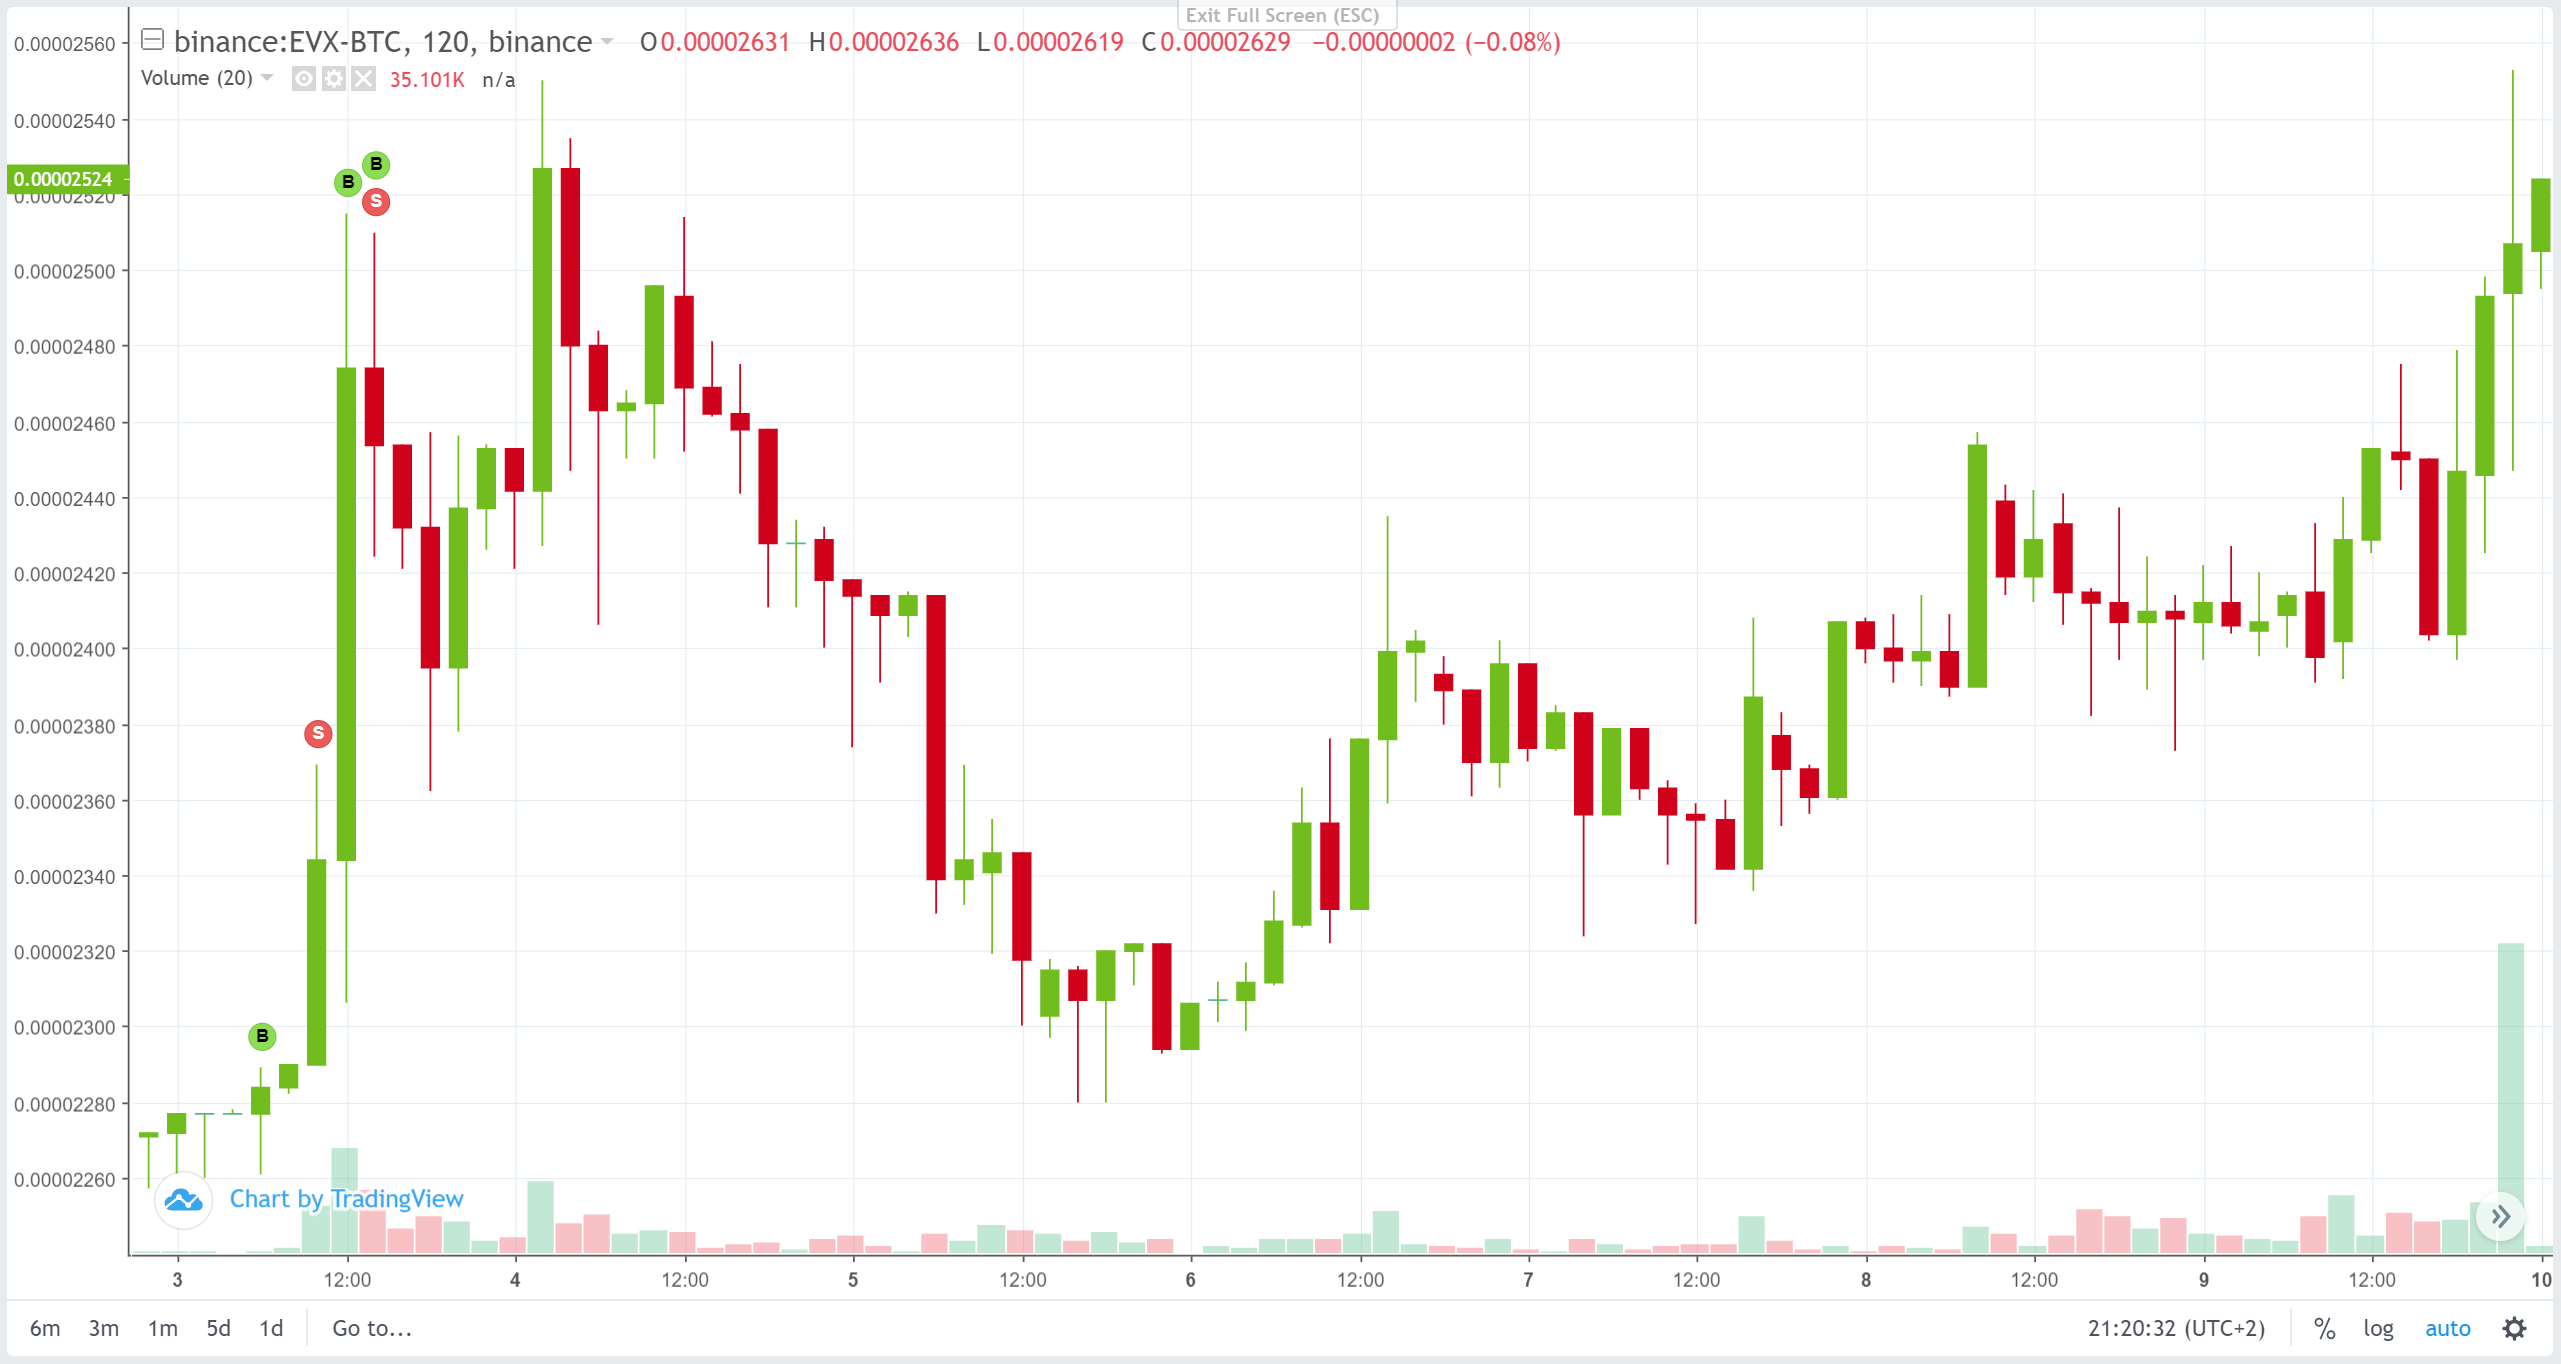 Exit Full Screen (ESC)
binance:EVX-BTC, 120, binance O0.00002631 H0.00002636 L0.00002619 C0.00002629 −0.00000002 (−0.08%)
Volume (20) 35.101K n/a
0.00002560
0.00002540
0.00002524
0.00002520
0.00002500
0.00002480
0.00002460
0.00002440
0.00002420
0.00002400
0.00002380
0.00002360
0.00002340
0.00002320
0.00002300
0.00002280
0.00002260
B
B
S
S
B
Chart by TradingView
3 12:00 4 12:00 5 12:00 6 12:00 7 12:00 8 12:00 9 12:00 10
6m 3m 1m 5d 1d Go to... 21:20:32 (UTC+2) % log auto